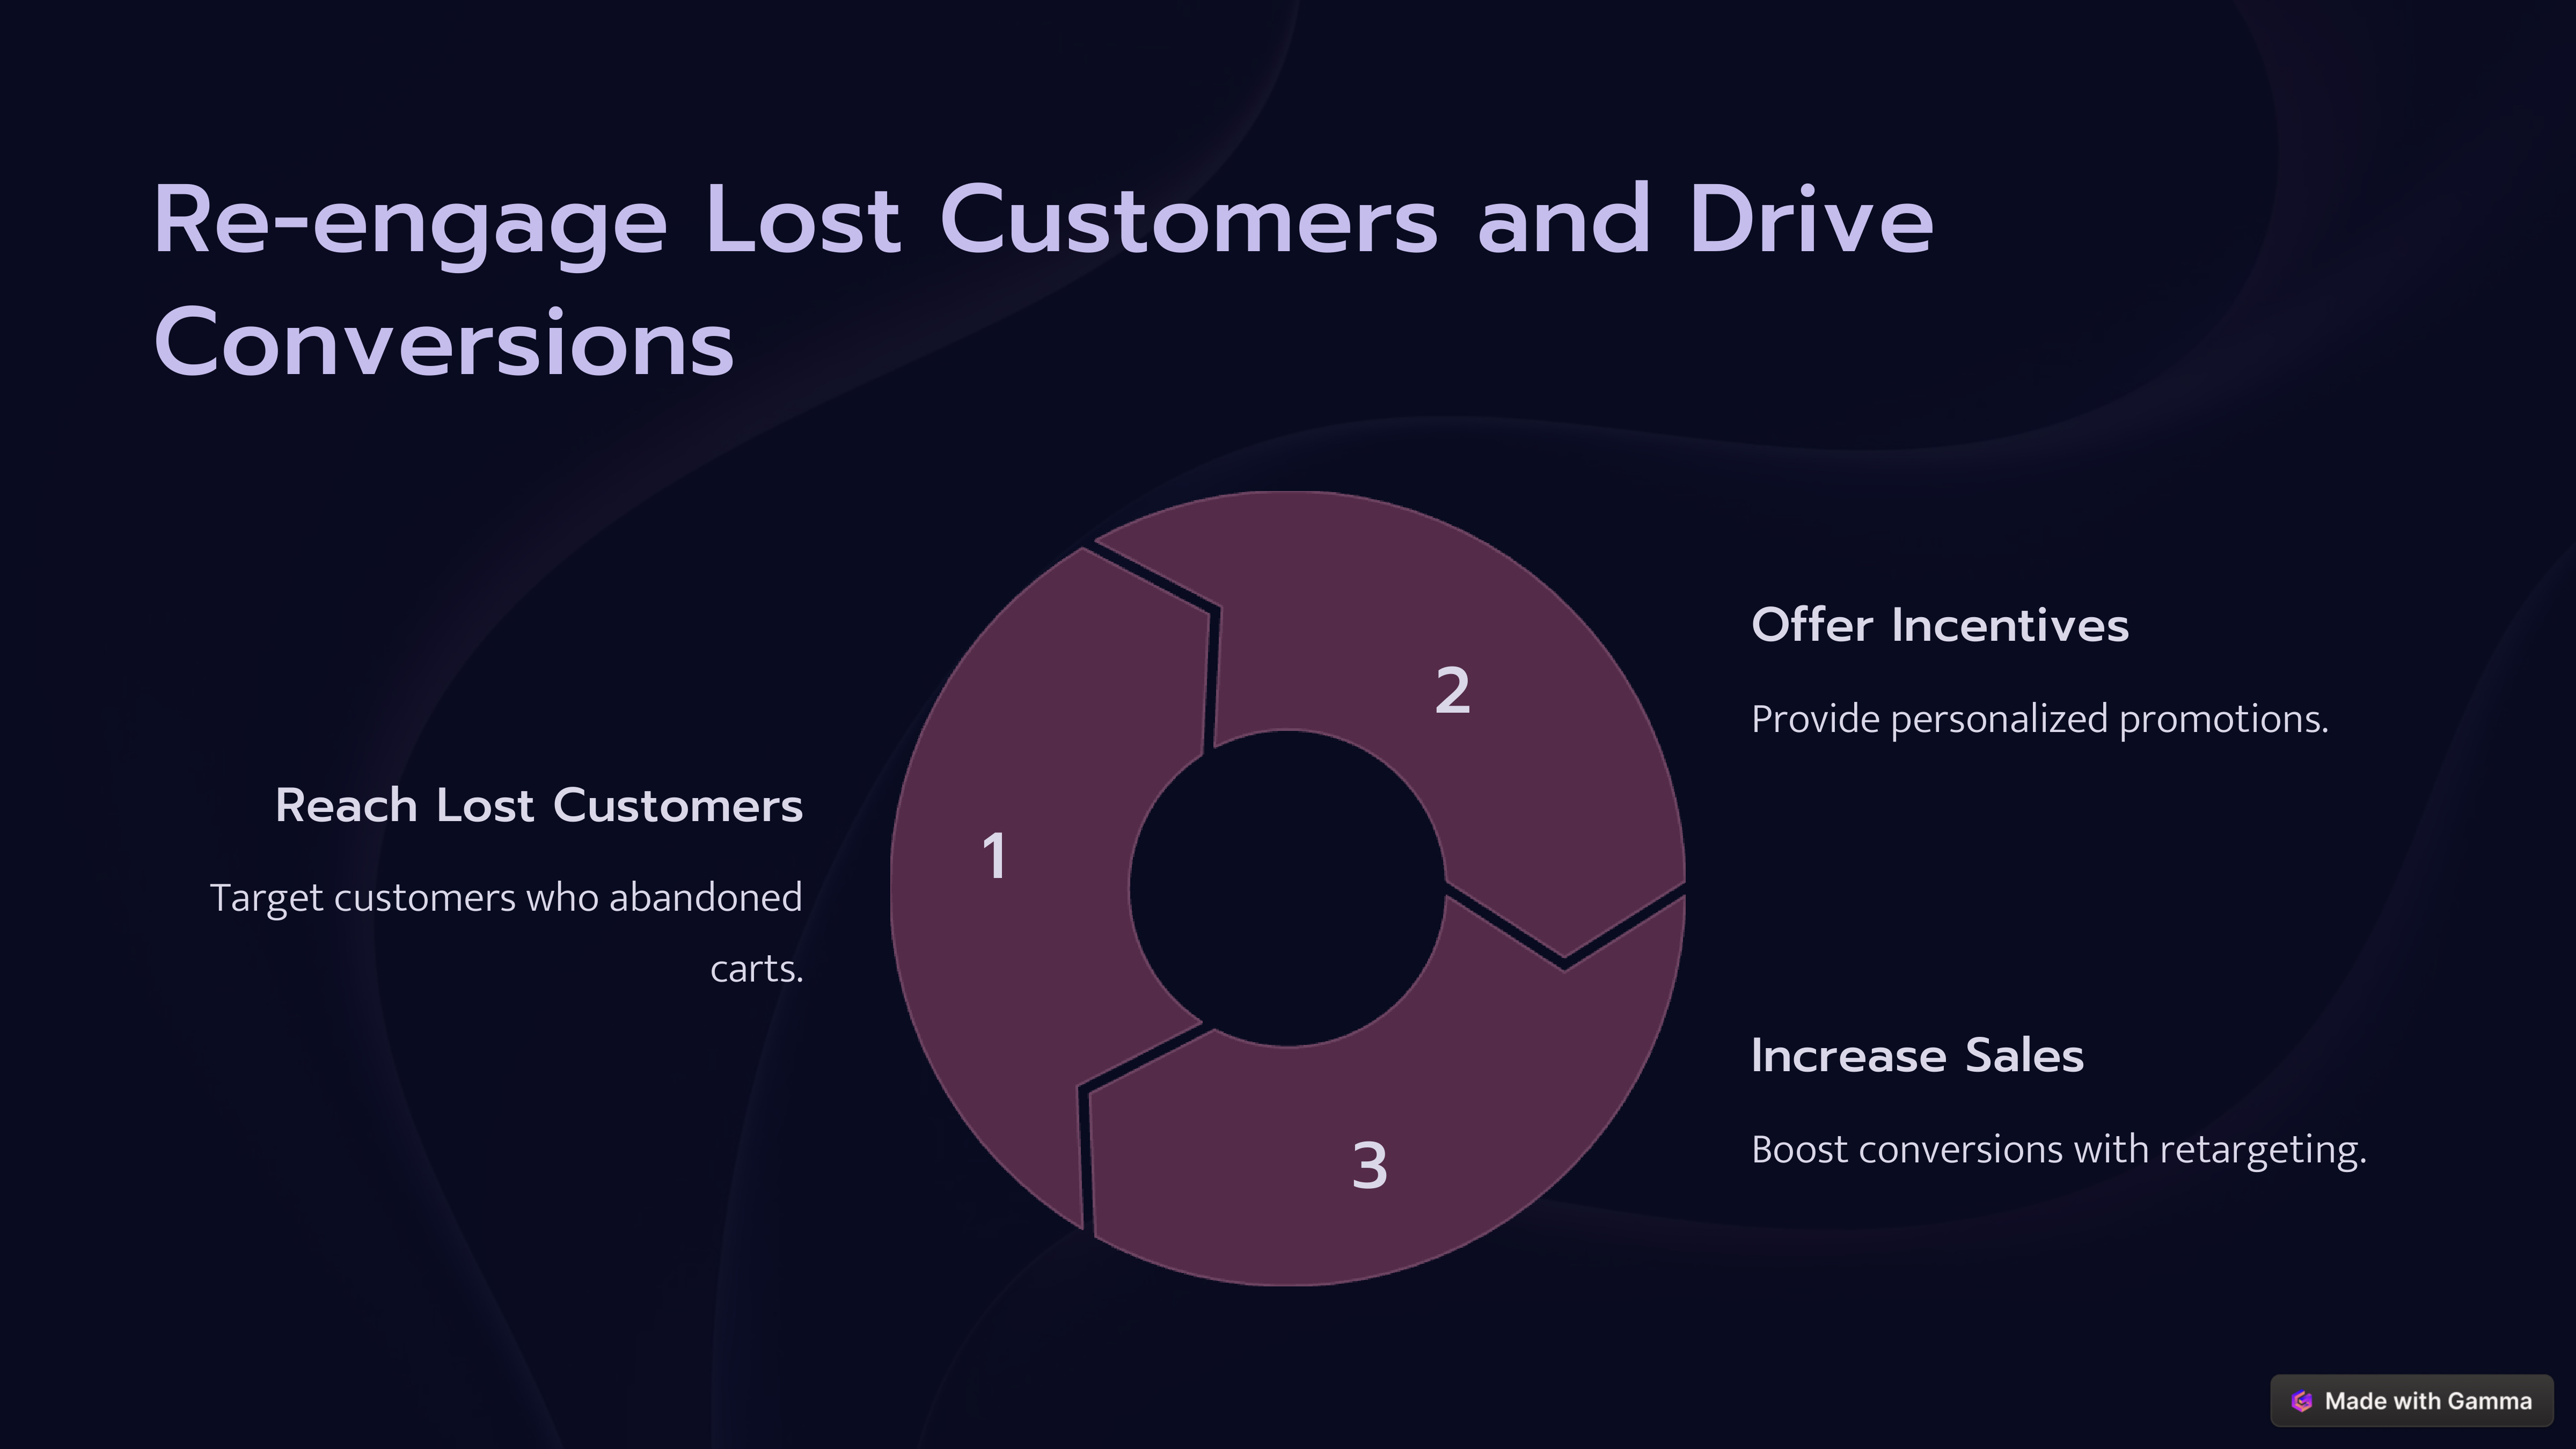 Re-engage Lost Customers and Drive
Conversions
1
Reach Lost Customers
Target customers who abandoned
carts.
2
Offer Incentives
Provide personalized promotions.
3
Increase Sales
Boost conversions with retargeting.
Made with Gamma